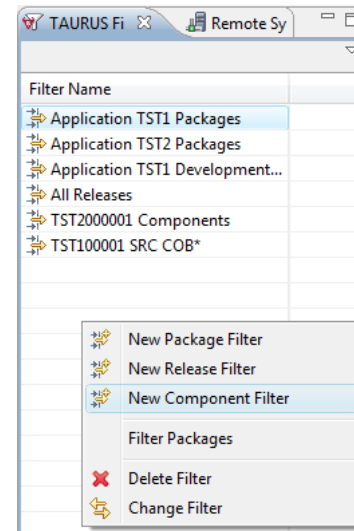 TAURUS Fi
Remote Sy
Filter Name
Application TST1 Packages
Application TST2 Packages
Application TST1 Development...
All Releases
TST2000001 Components
TST100001 SRC COB*
New Package Filter
New Release Filter
New Component Filter
Filter Packages
Delete Filter
Change Filter